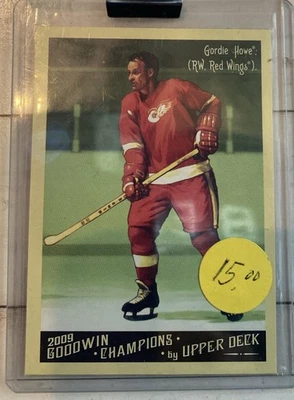 Gordie Howe®:
(RW, Red Wings®).
15.00
2009
GOODWIN • CHAMPIONS • by UPPER DECK